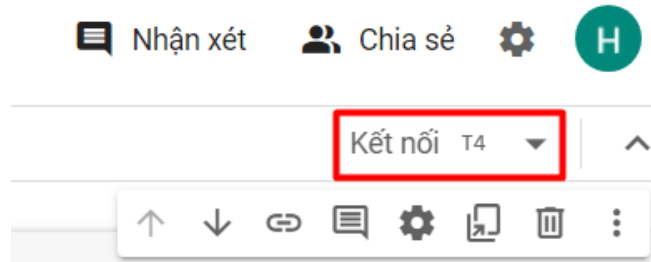 Nhận xét Chia sẻ H
Kết nối T4